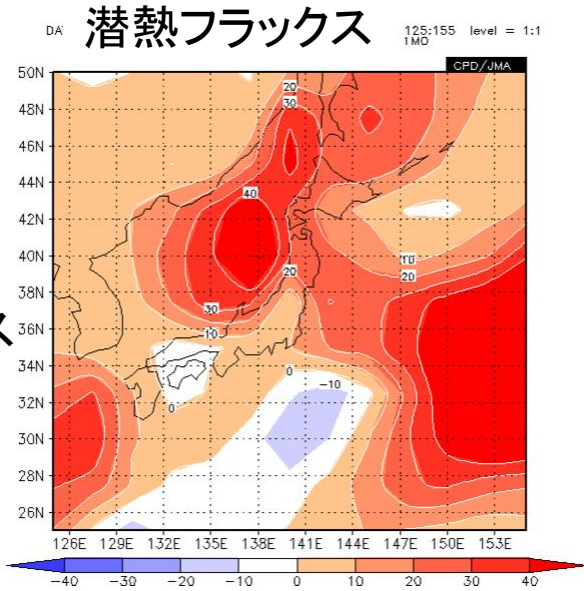 DA
潜熱フラックス
125:155 level = 1:1
1MO
CPD/JMA
50N
48N
46N
44N
42N
40N
38N
36N
34N
32N
30N
28N
26N
ス
20
30
40
20
10
20
30
10
0
-10
0
126E 129E 132E 135E 138E 141E 144E 147E 150E 153E
-40 -30 -20 -10 0 10 20 30 40